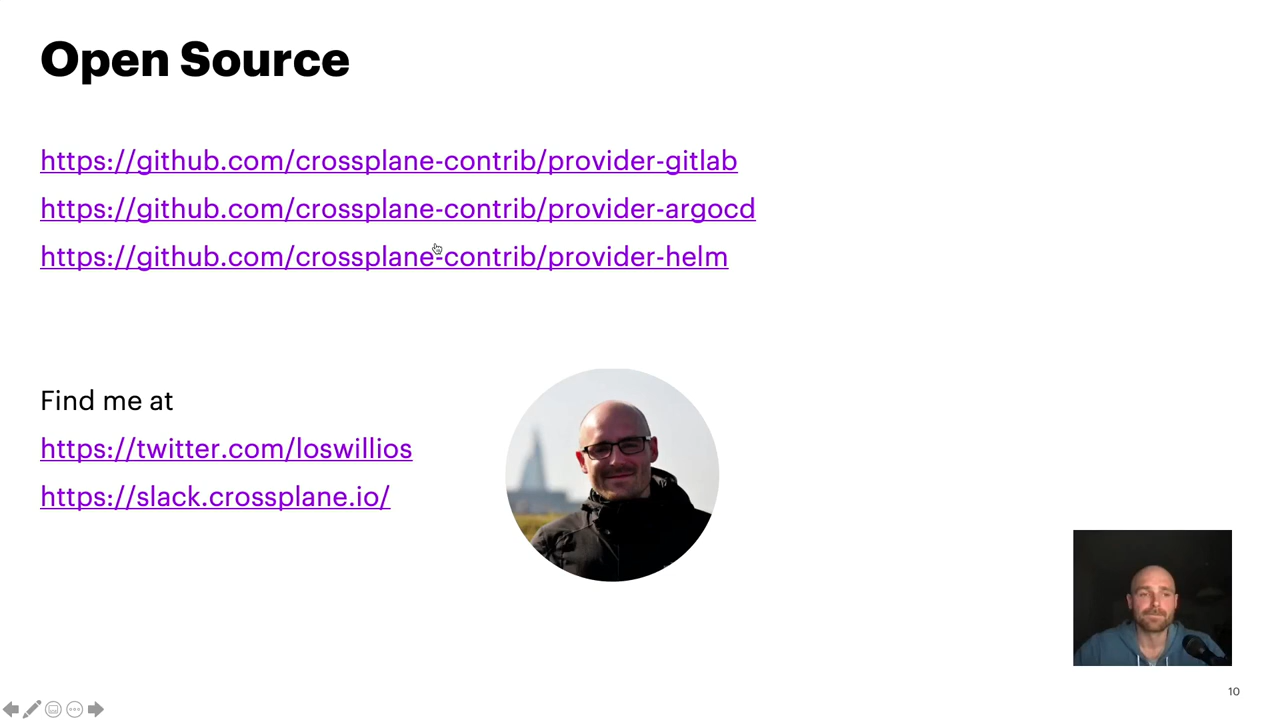 Open Source
https://github.com/crossplane-contrib/provider-gitlab
https://github.com/crossplane-contrib/provider-argocd
https://github.com/crossplane-contrib/provider-helm
Find me at
https://twitter.com/loswillios
https://slack.crossplane.io/
10